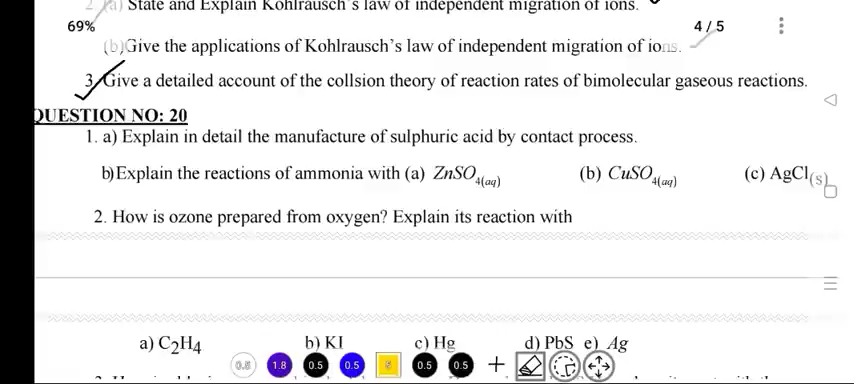 2. (a) State and Explain Kohlrausch's law of independent migration of ions.
69%
4 / 5
(b)Give the applications of Kohlrausch's law of independent migration of ions.
3. Give a detailed account of the collsion theory of reaction rates of bimolecular gaseous reactions.
QUESTION NO: 20
1. a) Explain in detail the manufacture of sulphuric acid by contact process.
b)Explain the reactions of ammonia with (a) ZnSO4(aq) (b) CuSO4(aq) (c) AgCl(s)
2. How is ozone prepared from oxygen? Explain its reaction with
a) C2H4 b) KI c) Hg d) PbS e) Ag
0.8 1.8 0.5 0.5 5 0.5 0.5